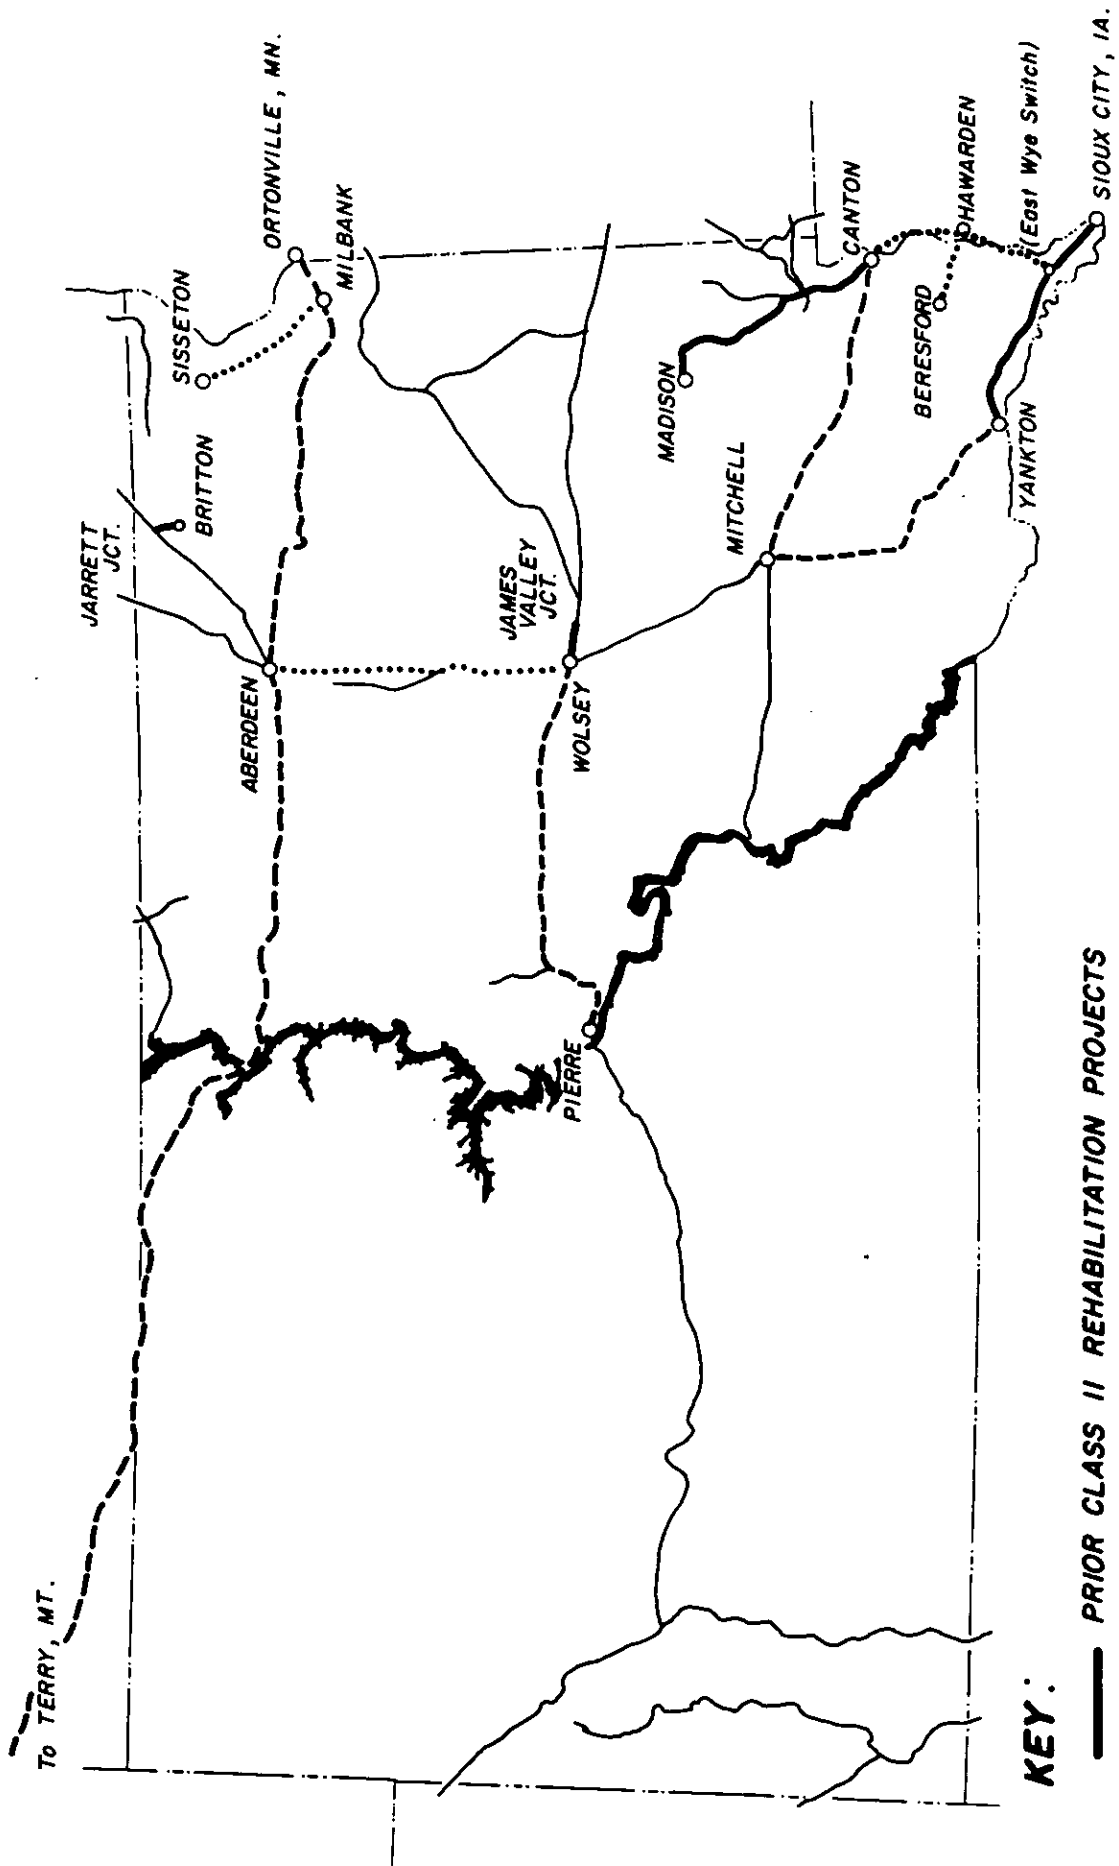 To TERRY, MT.
JARRETT
JCT.
BRITTON
SISSETON
ORTONVILLE, MN.
MILBANK
ABERDEEN
JAMES
VALLEY
JCT.
WOLSEY
PIERRE
MITCHELL
MADISON
CANTON
BERESFORD
HAWARDEN
(East Wye Switch)
YANKTON
SIOUX CITY, IA.
KEY:
PRIOR CLASS II REHABILITATION PROJECTS